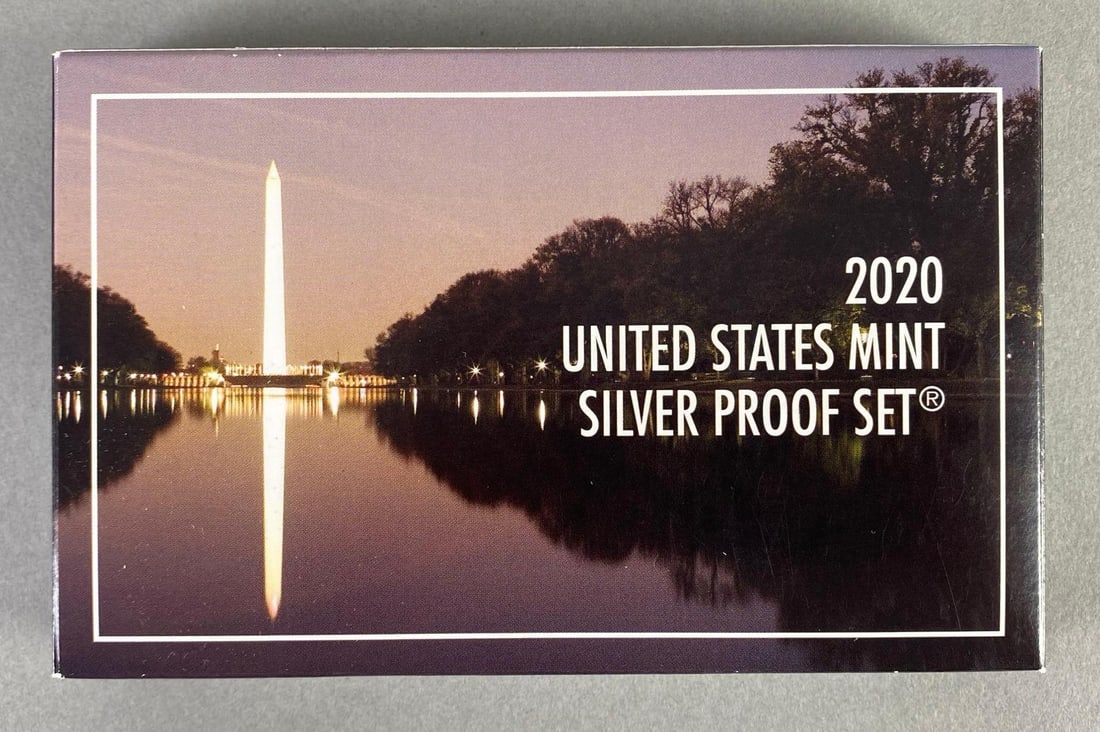 2020
UNITED STATES MINT
SILVER PROOF SET®